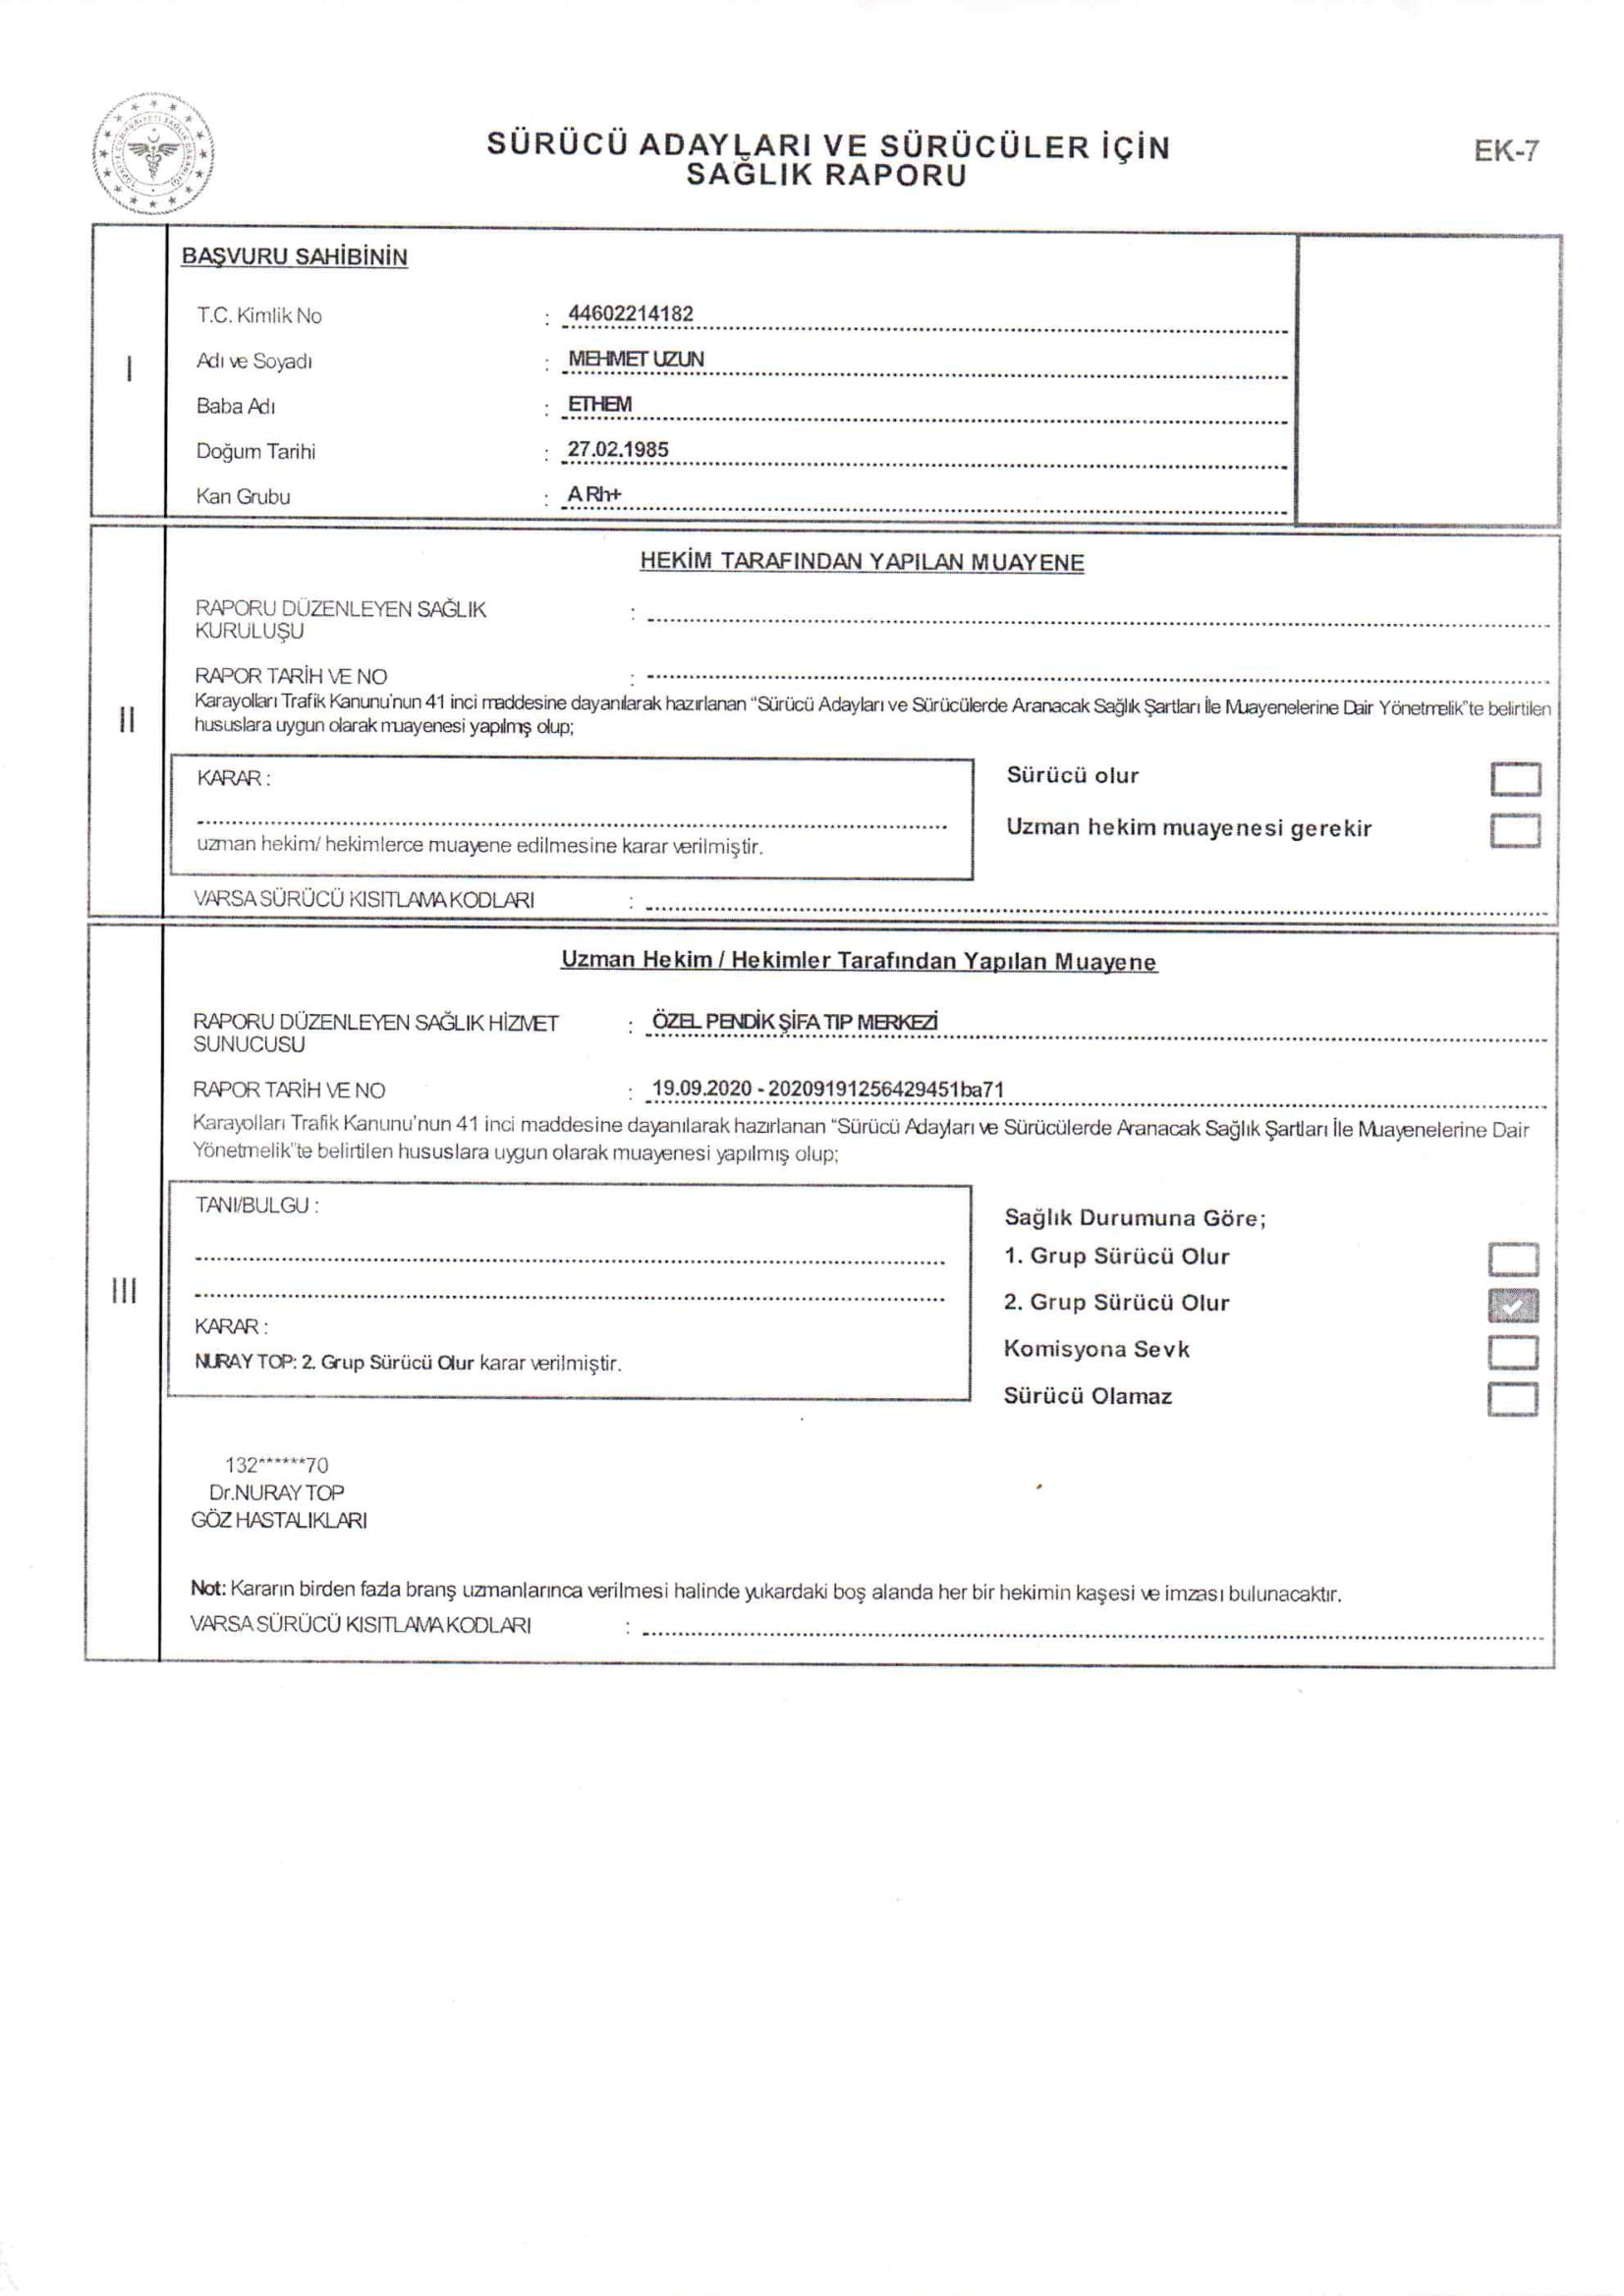 SÜRÜCÜ ADAYLARI VE SÜRÜCÜLER İÇİN
SAĞLIK RAPORU
EK-7
I
BAŞVURU SAHİBİNİN
T.C. Kimlik No : 44602214182
Adı ve Soyadı : MEHMET UZUN
Baba Adı : ETHEM
Doğum Tarihi : 27.02.1985
Kan Grubu : A Rh+
II
HEKİM TARAFINDAN YAPILAN MUAYENE
RAPORU DÜZENLEYEN SAĞLIK :
KURULUŞU
RAPOR TARİH VE NO :
Karayolları Trafik Kanunu'nun 41 inci maddesine dayanılarak hazırlanan "Sürücü Adayları ve Sürücülerde Aranacak Sağlık Şartları İle Muayenelerine Dair Yönetmelik"te belirtilen
hususlara uygun olarak muayenesi yapılmış olup;
KARAR :
uzman hekim/ hekimlerce muayene edilmesine karar verilmiştir.
Sürücü olur
Uzman hekim muayenesi gerekir
VARSA SÜRÜCÜ KISITLAMA KODLARI :
III
Uzman Hekim / Hekimler Tarafından Yapılan Muayene
RAPORU DÜZENLEYEN SAĞLIK HİZMET : ÖZEL PENDİK ŞİFA TIP MERKEZİ
SUNUCUSU
RAPOR TARİH VE NO : 19.09.2020 - 20209191256429451ba71
Karayolları Trafik Kanunu'nun 41 inci maddesine dayanılarak hazırlanan "Sürücü Adayları ve Sürücülerde Aranacak Sağlık Şartları İle Muayenelerine Dair
Yönetmelik"te belirtilen hususlara uygun olarak muayenesi yapılmış olup;
TANI/BULGU :
KARAR :
NURAY TOP: 2. Grup Sürücü Olur karar verilmiştir.
Sağlık Durumuna Göre;
1. Grup Sürücü Olur
2. Grup Sürücü Olur
Komisyona Sevk
Sürücü Olamaz
132******70
Dr.NURAY TOP
GÖZ HASTALIKLARI
Not: Kararın birden fazla branş uzmanlarınca verilmesi halinde yukardaki boş alanda her bir hekimin kaşesi ve imzası bulunacaktır.
VARSA SÜRÜCÜ KISITLAMA KODLARI :